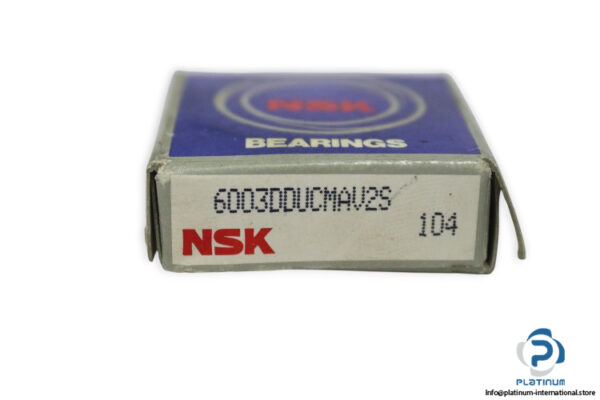 NSK
BEARINGS
6003DDUCMAV2S
NSK
104
PLATINUM
Info@platinum-international.store